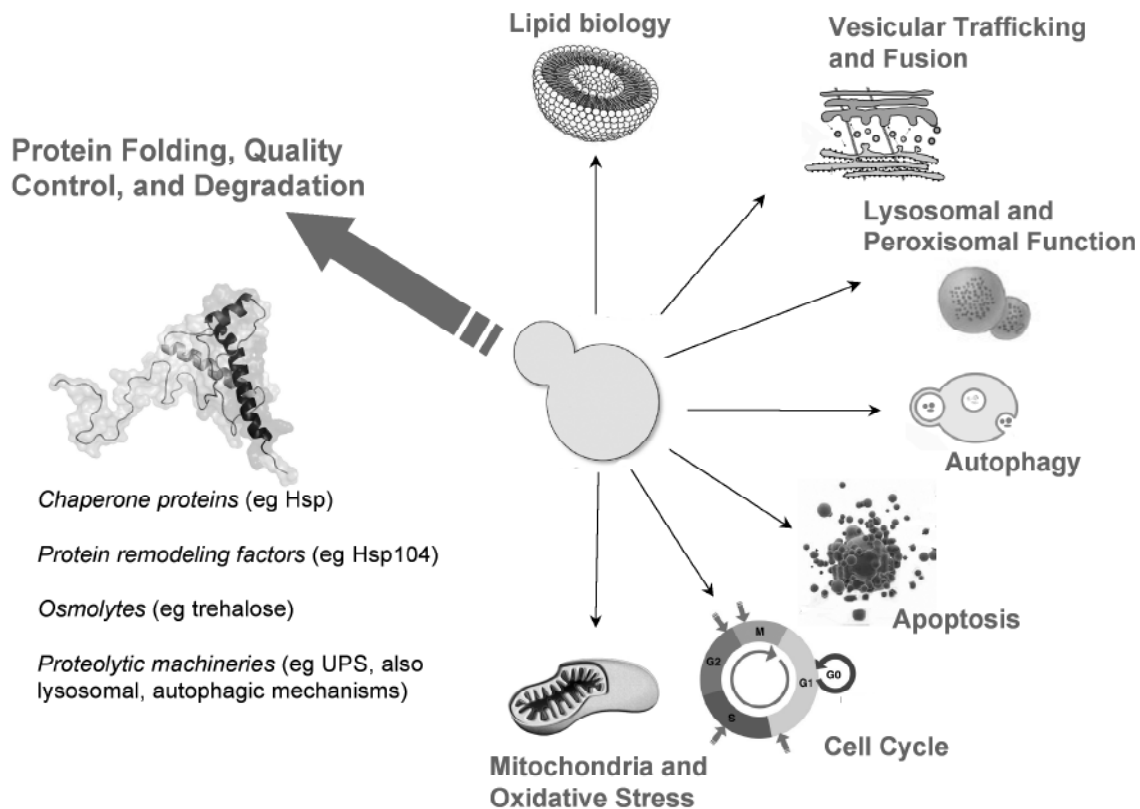 Lipid biology
Vesicular Trafficking
and Fusion
Protein Folding, Quality
Control, and Degradation
Lysosomal and
Peroxisomal Function
Autophagy
Chaperone proteins (eg Hsp)
Protein remodeling factors (eg Hsp104)
Osmolytes (eg trehalose)
Proteolytic machineries (eg UPS, also
lysosomal, autophagic mechanisms)
Apoptosis
M
G2
G1
G0
S
Cell Cycle
Mitochondria and
Oxidative Stress